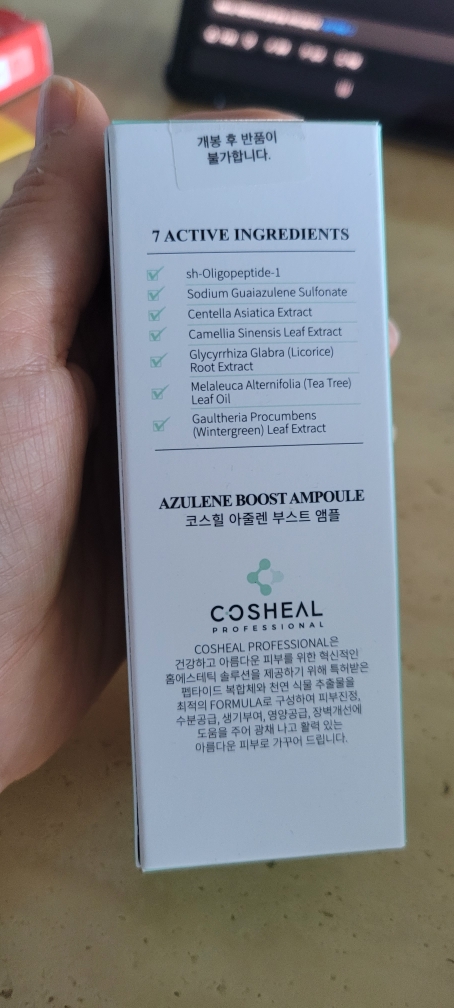 개봉 후 반품이
불가합니다.
7 ACTIVE INGREDIENTS
sh-Oligopeptide-1
Sodium Guaiazulene Sulfonate
Centella Asiatica Extract
Camellia Sinensis Leaf Extract
Glycyrrhiza Glabra (Licorice)
Root Extract
Melaleuca Alternifolia (Tea Tree)
Leaf Oil
Gaultheria Procumbens
(Wintergreen) Leaf Extract
AZULENE BOOST AMPOULE
코스힐 아줄렌 부스트 앰플
COSHEAL
PROFESSIONAL
COSHEAL PROFESSIONAL은
건강하고 아름다운 피부를 위한 혁신적인
홈에스테틱 솔루션을 제공하기 위해 특허받은
펩타이드 복합체와 천연 식물 추출물을
최적의 FORMULA로 구성하여 피부진정,
수분공급, 생기부여, 영양공급, 장벽개선에
도움을 주어 광채 나고 활력 있는
아름다운 피부로 가꾸어 드립니다.